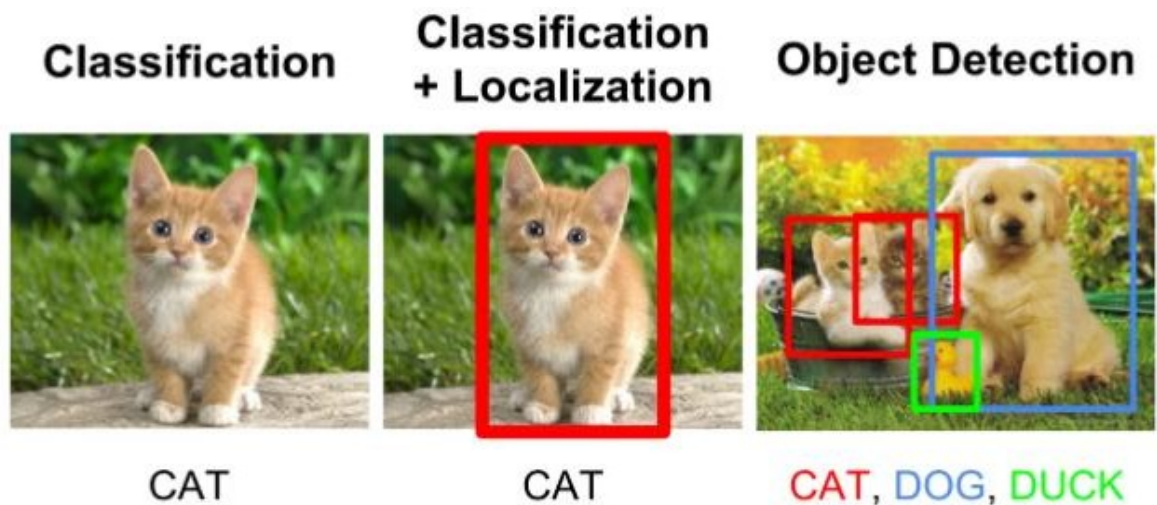 Classification
Classification
+ Localization
Object Detection
CAT
CAT
CAT, DOG, DUCK